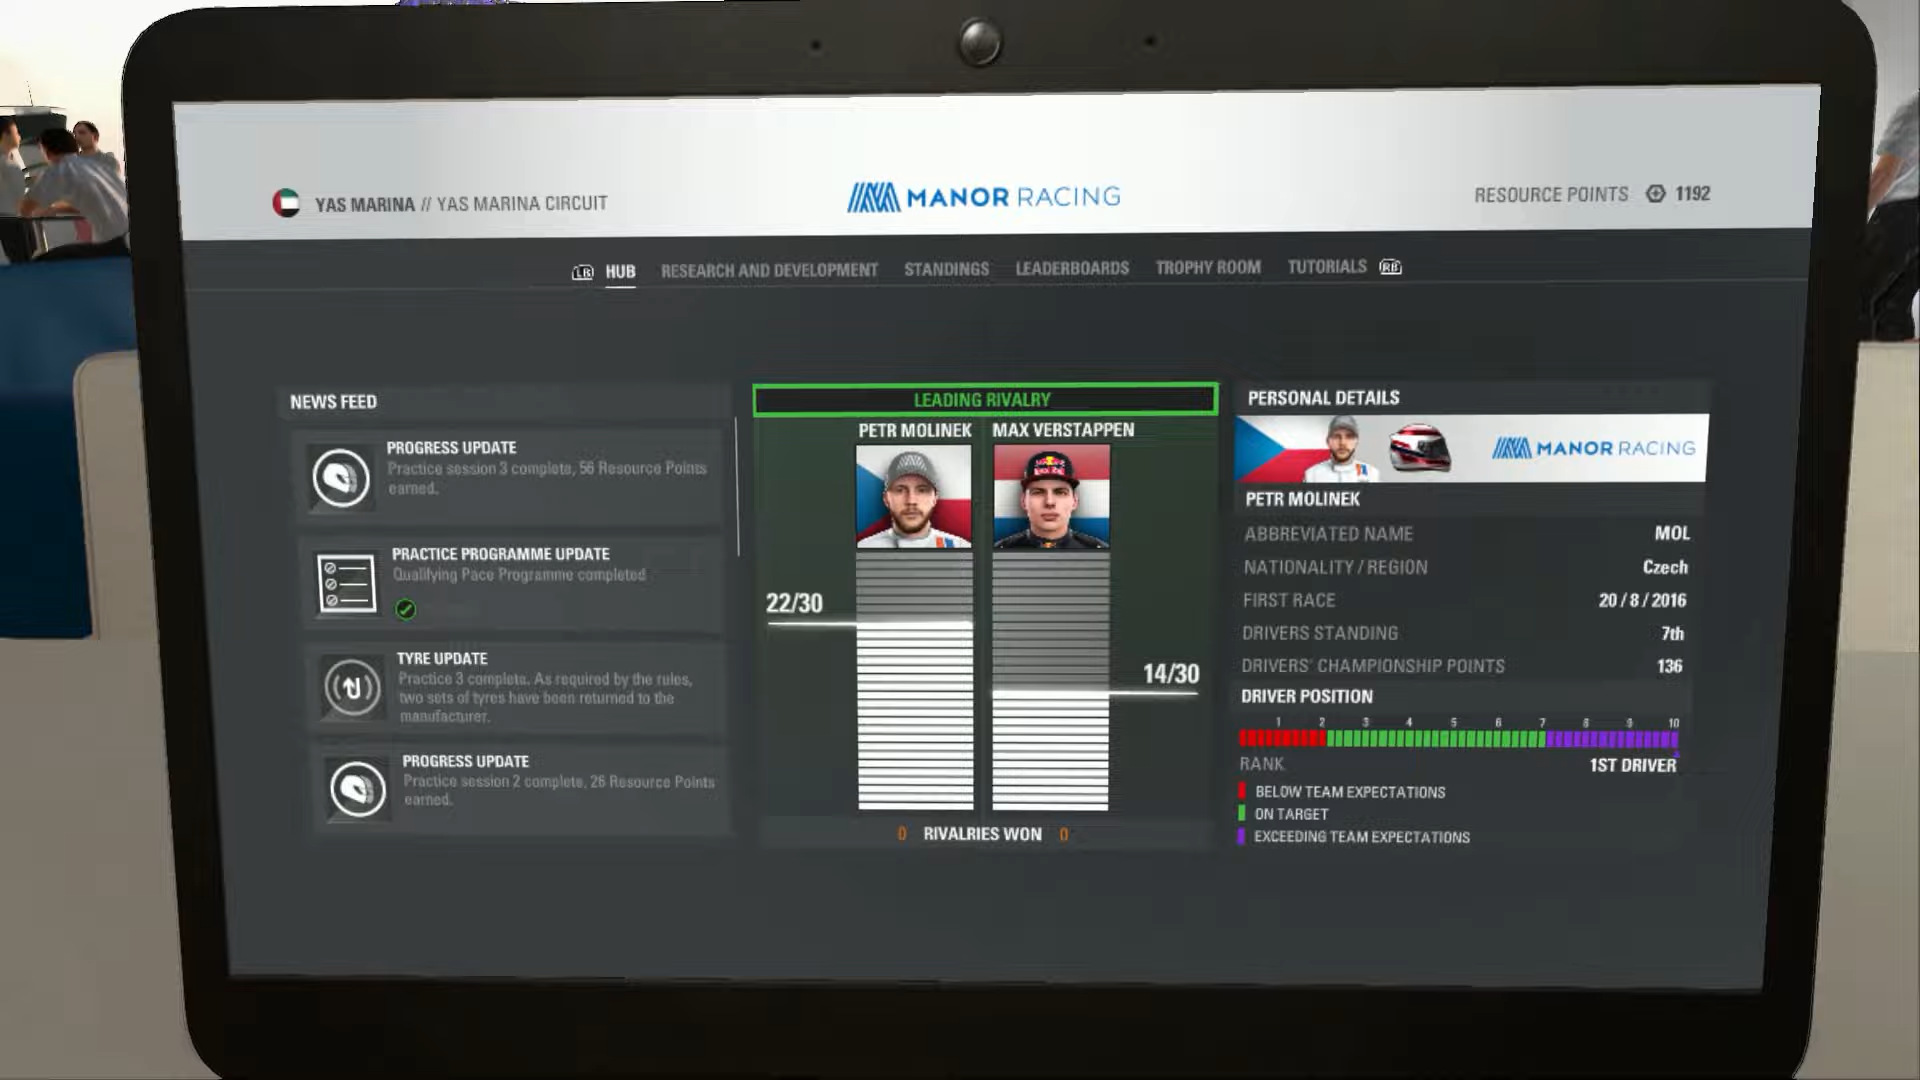 YAS MARINA // YAS MARINA CIRCUIT
MANOR RACING
RESOURCE POINTS 1192
LB HUB RESEARCH AND DEVELOPMENT STANDINGS LEADERBOARDS TROPHY ROOM TUTORIALS RB
NEWS FEED
PROGRESS UPDATE
Practice session 3 complete, 56 Resource Points
earned.
PRACTICE PROGRAMME UPDATE
Qualifying Pace Programme completed
TYRE UPDATE
Practice 3 complete. As required by the rules,
two sets of tyres have been returned to the
manufacturer.
PROGRESS UPDATE
Practice session 2 complete, 26 Resource Points
earned.
LEADING RIVALRY
PETR MOLINEK MAX VERSTAPPEN
22/30
14/30
0 RIVALRIES WON 0
PERSONAL DETAILS
MANOR RACING
PETR MOLINEK
ABBREVIATED NAME MOL
NATIONALITY / REGION Czech
FIRST RACE 20 / 8 / 2016
DRIVERS STANDING 7th
DRIVERS' CHAMPIONSHIP POINTS 136
DRIVER POSITION
1 2 3 4 5 6 7 8 9 10
RANK 1ST DRIVER
BELOW TEAM EXPECTATIONS
ON TARGET
EXCEEDING TEAM EXPECTATIONS